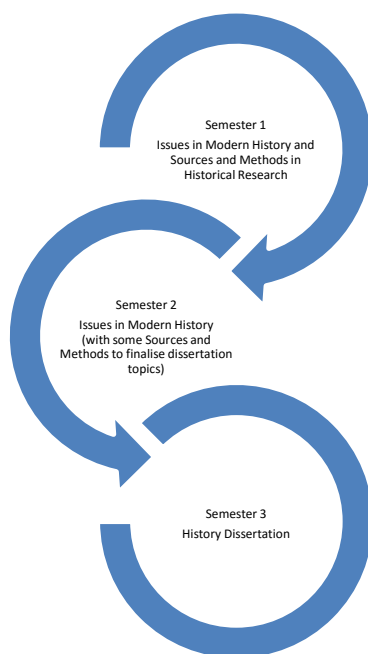 Semester 1
Issues in Modern History and
Sources and Methods in
Historical Research
Semester 2
Issues in Modern History
(with some Sources and
Methods to finalise dissertation
topics)
Semester 3
History Dissertation